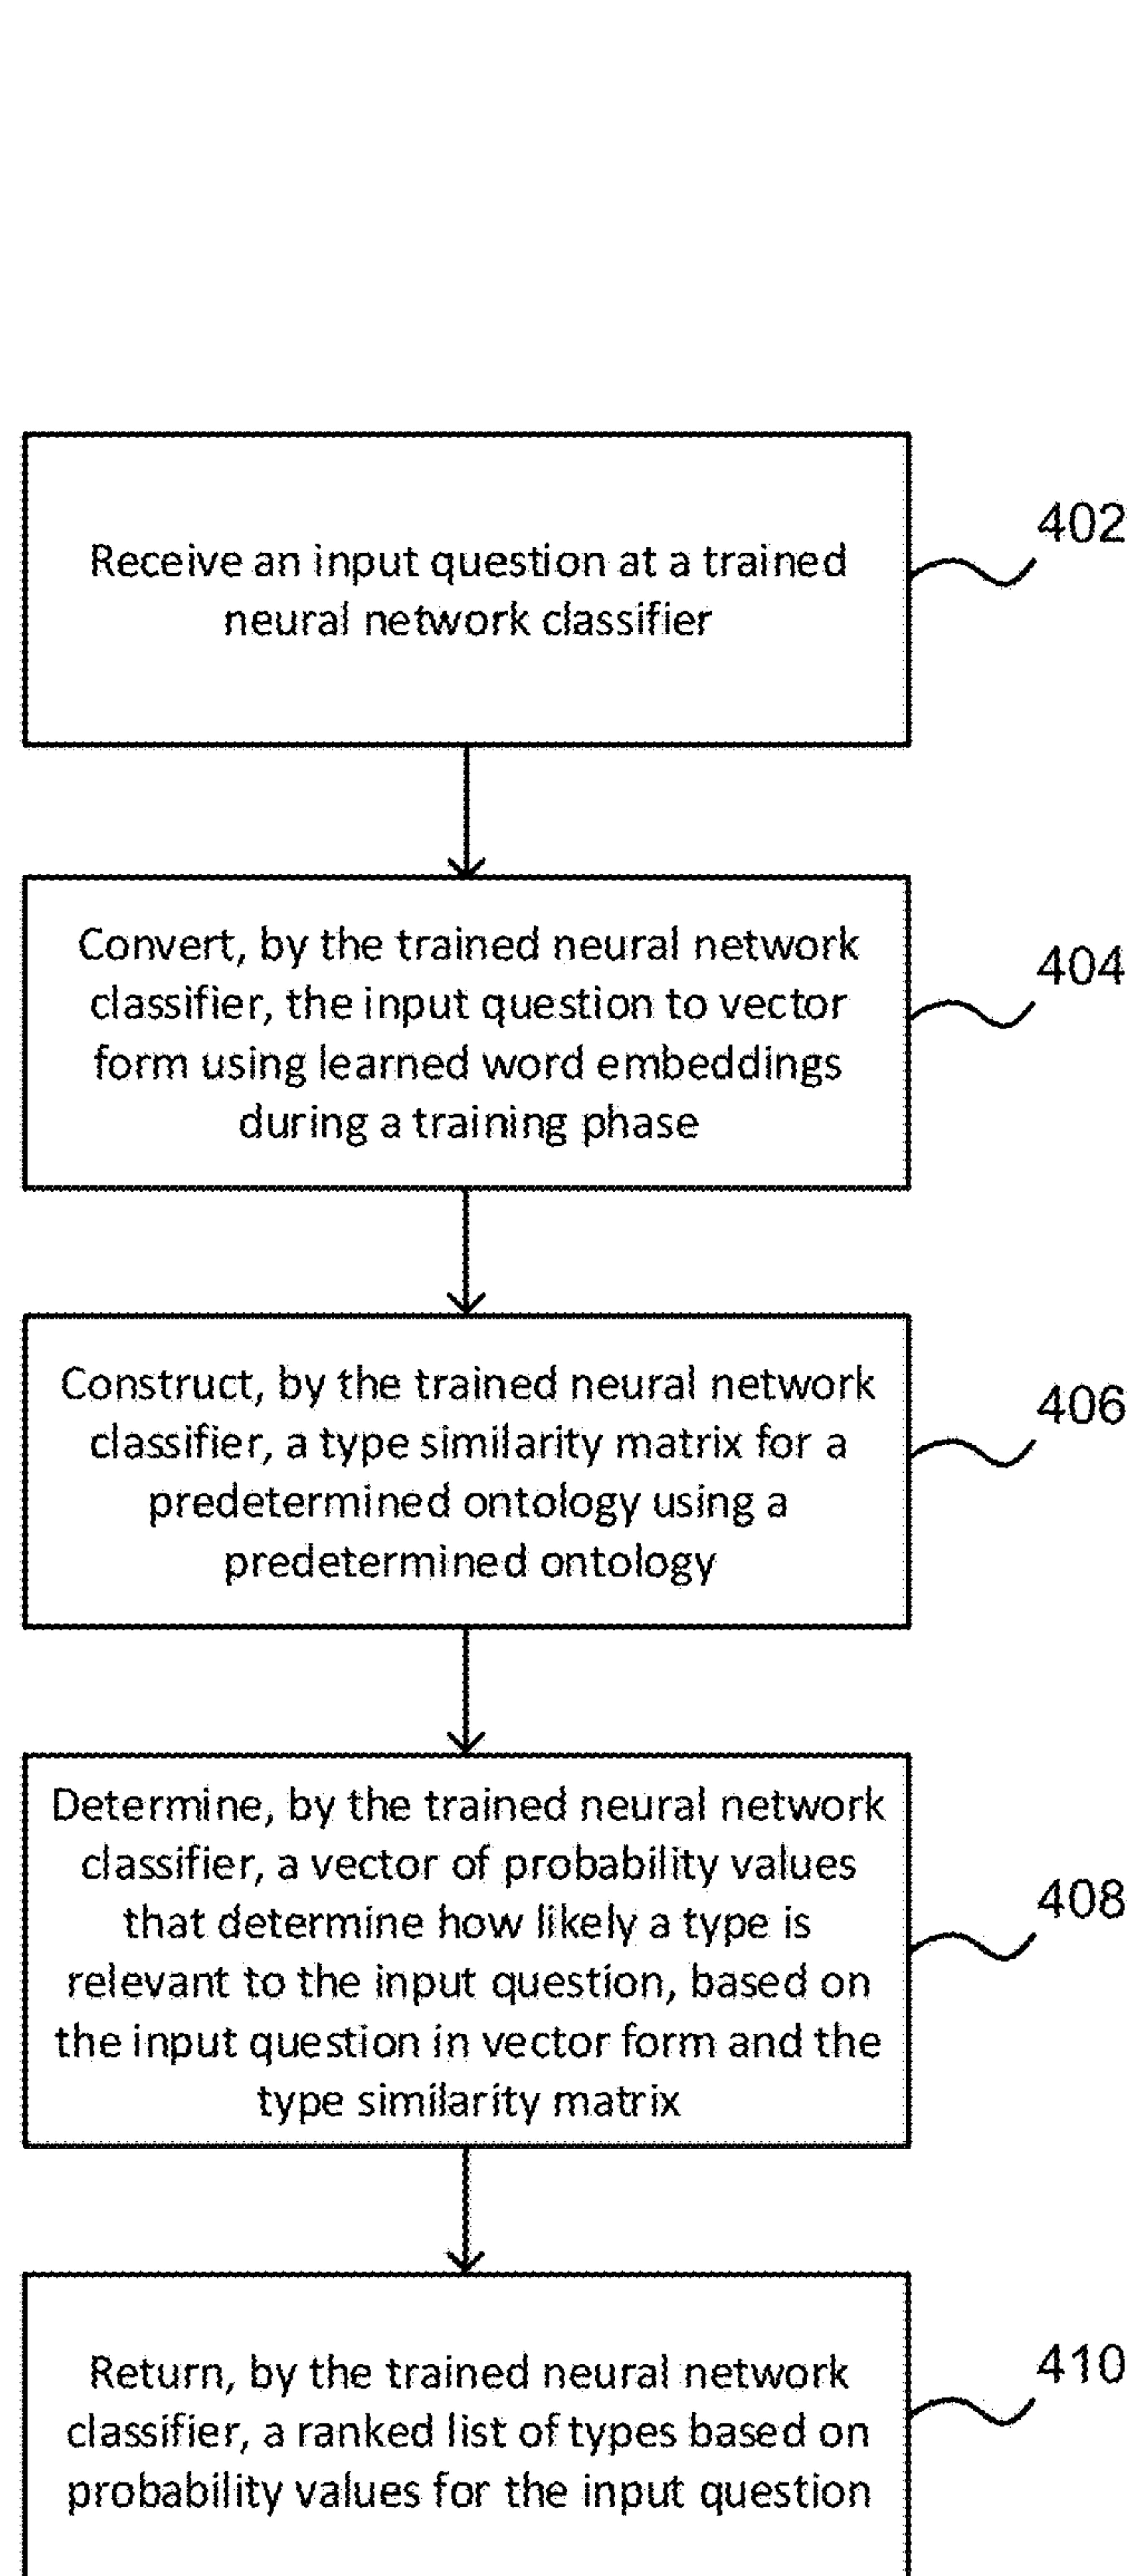 Receive an input question at a trained
neural network classifier
402
Convert, by the trained neural network
classifier, the input question to vector
form using learned word embeddings
during a training phase
404
Construct, by the trained neural network
classifier, a type similarity matrix for a
predetermined ontology using a
predetermined ontology
406
Determine, by the trained neural network
classifier, a vector of probability values
that determine how likely a type is
relevant to the input question, based on
the input question in vector form and the
type similarity matrix
408
Return, by the trained neural network
classifier, a ranked list of types based on
probability values for the input question
410